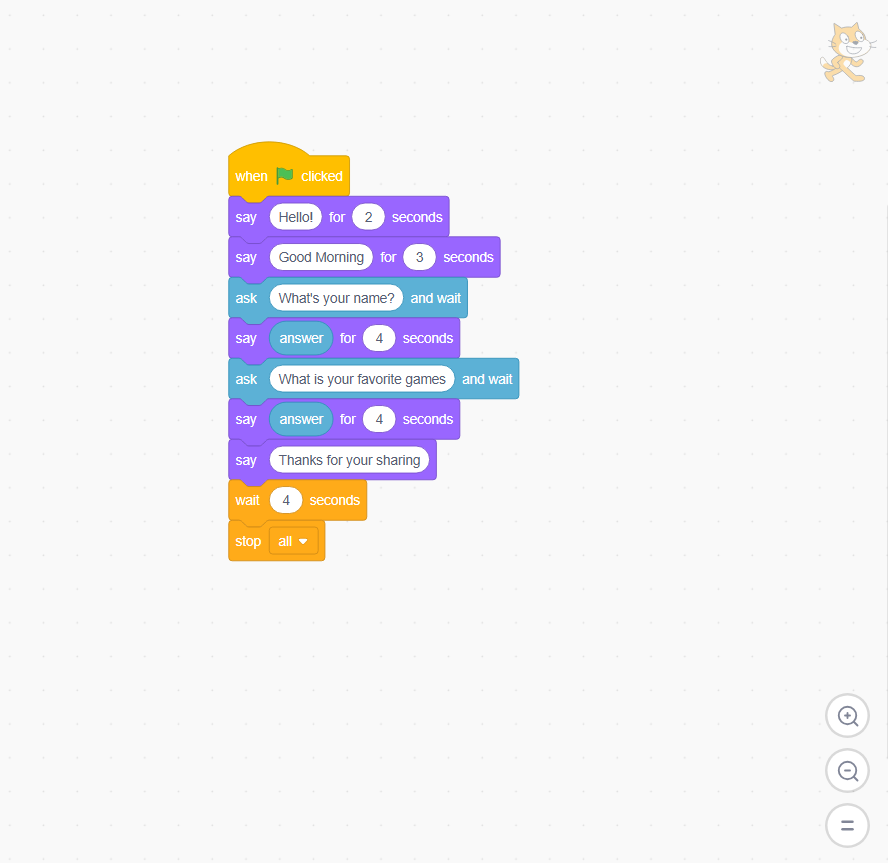 when clicked
say Hello! for 2 seconds
say Good Morning for 3 seconds
ask What's your name? and wait
say answer for 4 seconds
ask What is your favorite games and wait
say answer for 4 seconds
say Thanks for your sharing
wait 4 seconds
stop all